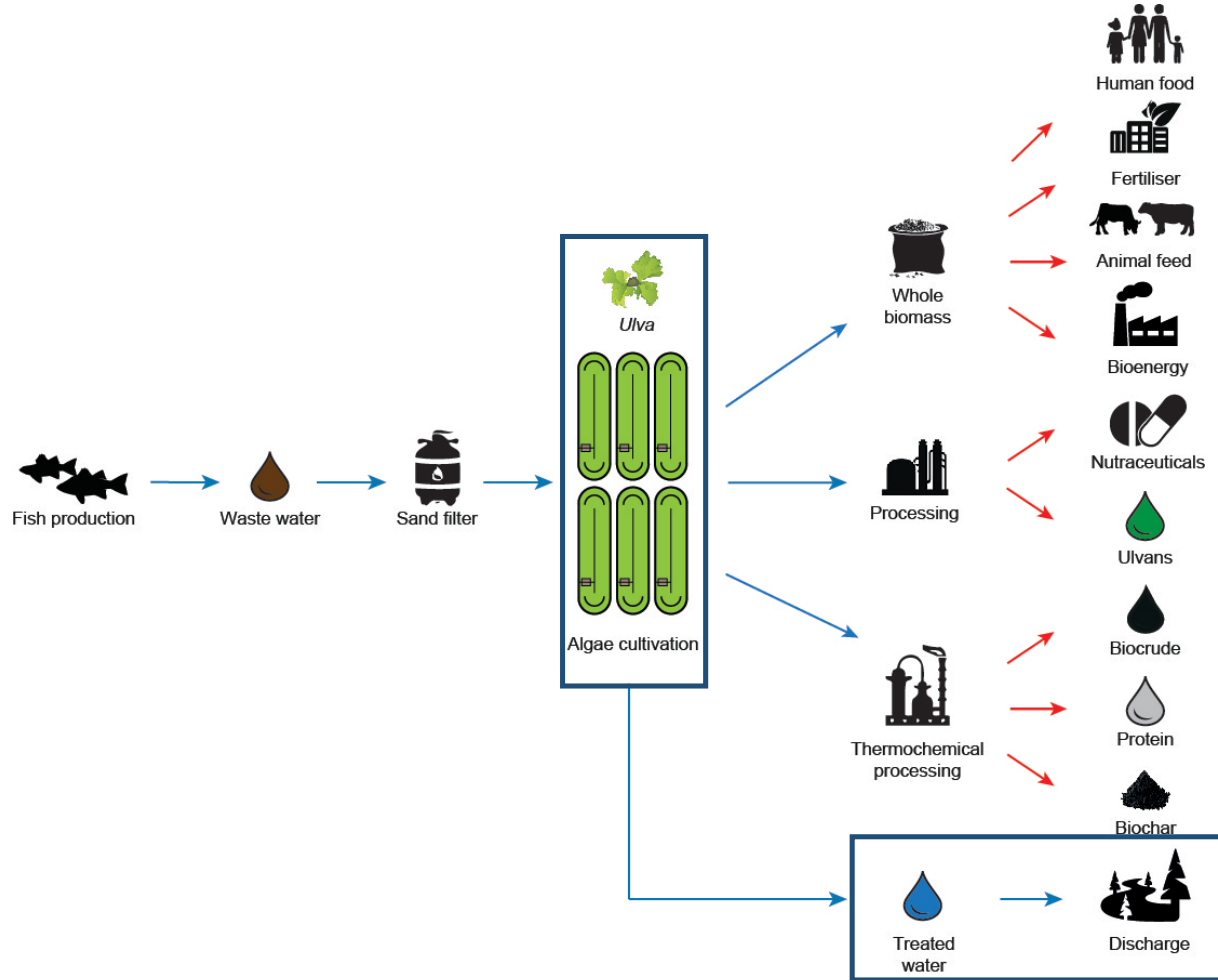 Human food
Fertiliser
Animal feed
Whole
biomass
Bioenergy
Ulva
Nutraceuticals
Fish production
Waste water
Sand filter
Processing
Ulvans
Algae cultivation
Biocrude
Protein
Thermochemical
processing
Biochar
Treated
water
Discharge